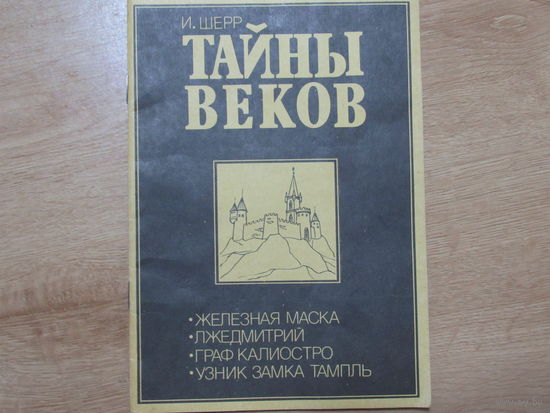 И. ШЕРР
ТАЙНЫ
ВЕКОВ
• ЖЕЛЕЗНАЯ МАСКА
• ЛЖЕДМИТРИЙ
• ГРАФ КАЛИОСТРО
• УЗНИК ЗАМКА ТАМПЛЬ